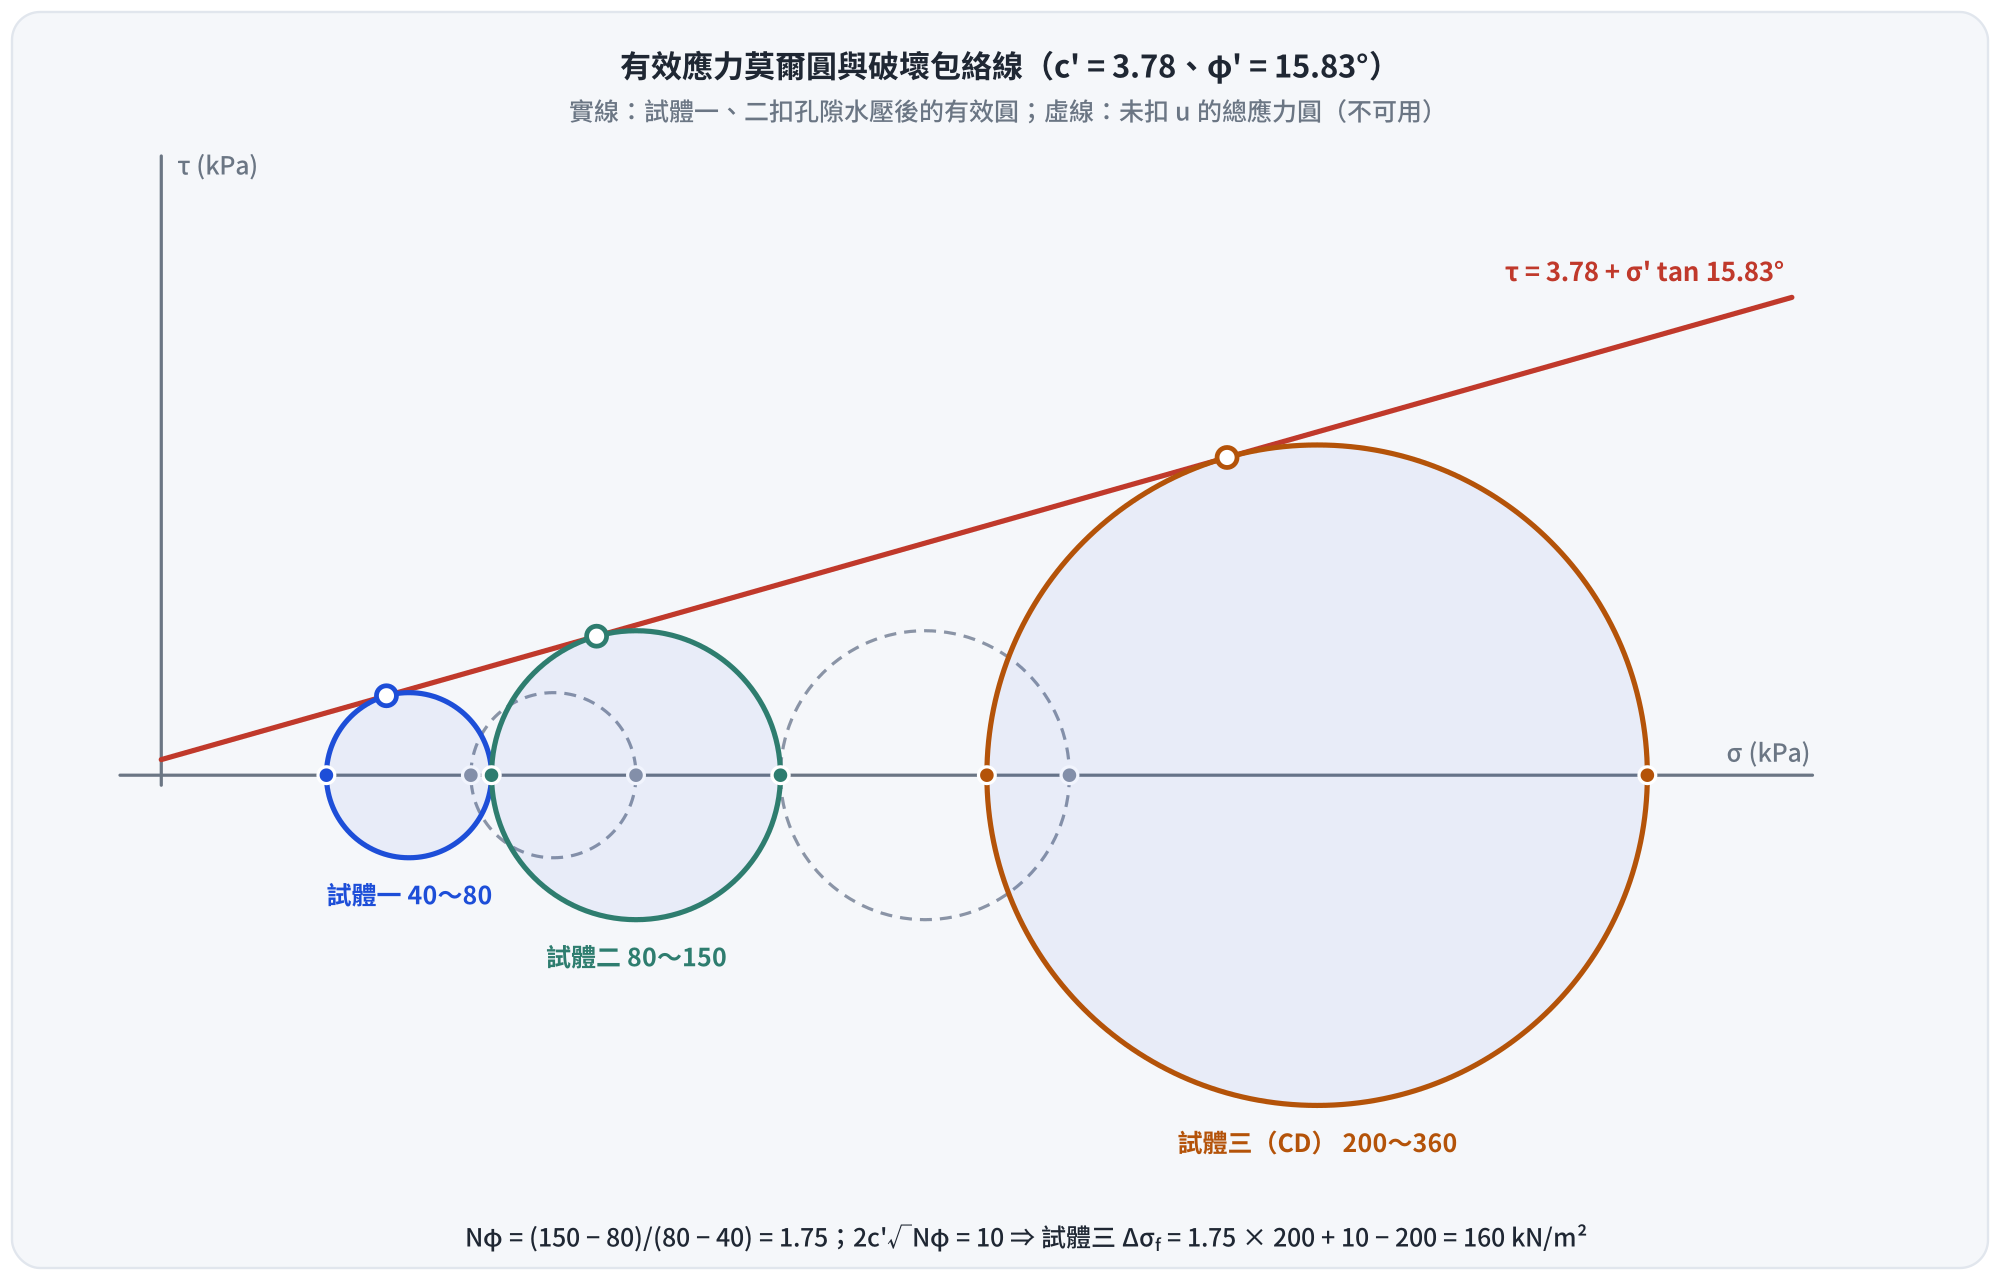 有效應力莫爾圓與破壞包絡線（c' = 3.78、ϕ' = 15.83°）
實線：試體一、二扣孔隙水壓後的有效圓；虛線：未扣 u 的總應力圓（不可用）
τ (kPa)
τ = 3.78 + σ' tan 15.83°
σ (kPa)
試體一 40～80
試體二 80～150
試體三（CD） 200～360
Nϕ = (150 − 80)/(80 − 40) = 1.75；2c'√Nϕ = 10 ⇒ 試體三 Δσf = 1.75 × 200 + 10 − 200 = 160 kN/m²